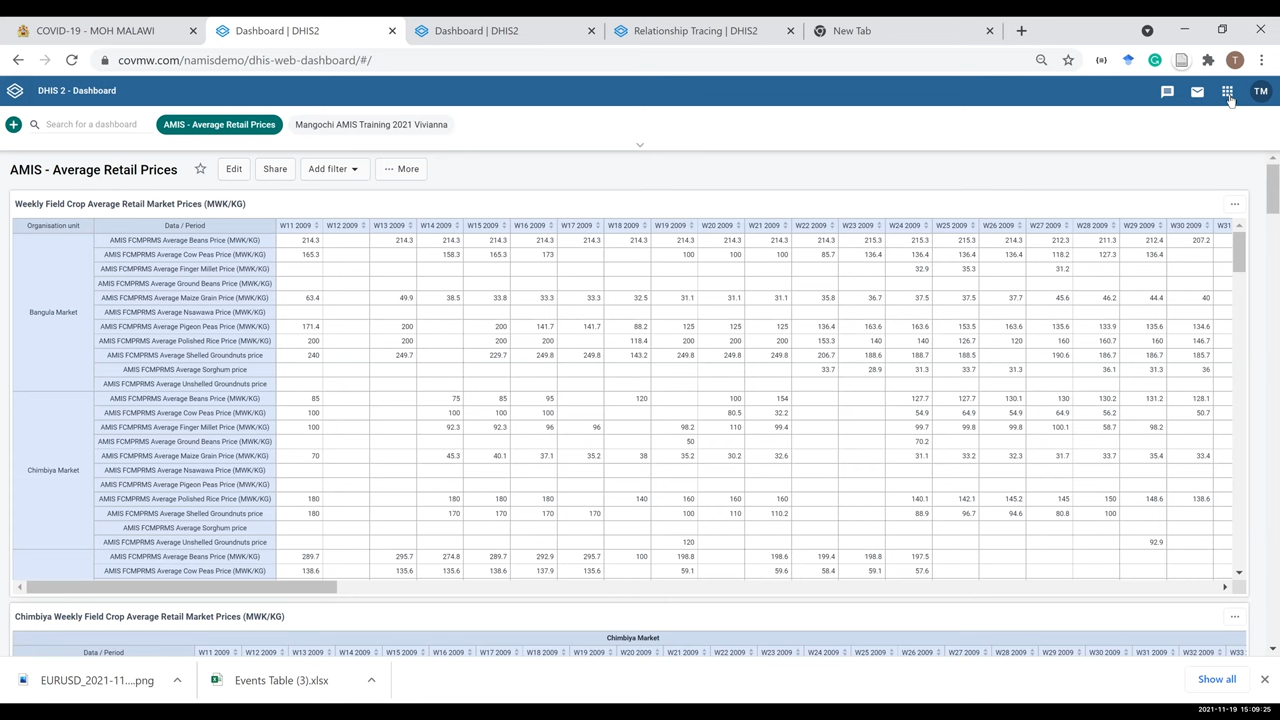 COVID-19 - MOH MALAWI
Dashboard | DHIS2
Dashboard | DHIS2
Relationship Tracing | DHIS2
New Tab
covmw.com/namisdemo/dhis-web-dashboard/#/
T
DHIS 2 - Dashboard
TM
Search for a dashboard
AMIS - Average Retail Prices
Mangochi AMIS Training 2021 Vivianna
AMIS - Average Retail Prices
Edit
Share
Add filter
More
Weekly Field Crop Average Retail Market Prices (MWK/KG)
Organisation unit Data / Period W11 2009 W12 2009 W13 2009 W14 2009 W15 2009 W16 2009 W17 2009 W18 2009 W19 2009 W20 2009 W21 2009 W22 2009 W23 2009 W24 2009 W25 2009 W26 2009 W27 2009 W28 2009 W29 2009 W30 2009 W31
AMIS FCMPRMS Average Beans Price (MWK/KG) 214.3 214.3 214.3 214.3 214.3 214.3 214.3 214.3 214.3 214.3 214.3 215.3 215.3 215.3 214.3 212.3 211.3 212.4 207.2
AMIS FCMPRMS Average Cow Peas Price (MWK/KG) 165.3 158.3 165.3 173 100 100 100 85.7 136.4 136.4 136.4 136.4 118.2 127.3 136.4
AMIS FCMPRMS Average Finger Millet Price (MWK/KG) 32.9 35.3 31.2
AMIS FCMPRMS Average Ground Beans Price (MWK/KG)
AMIS FCMPRMS Average Maize Grain Price (MWK/KG) 63.4 49.9 38.5 33.8 33.3 33.3 32.5 31.1 31.1 31.1 35.8 36.7 37.5 37.5 37.7 45.6 46.2 44.4 40
Bangula Market AMIS FCMPRMS Average Nsawawa Price (MWK/KG)
AMIS FCMPRMS Average Pigeon Peas Price (MWK/KG) 171.4 200 200 141.7 141.7 88.2 125 125 125 136.4 163.6 163.6 153.5 163.6 135.6 133.9 135.6 134.6
AMIS FCMPRMS Average Polished Rice Price (MWK/KG) 200 200 200 200 118.4 200 200 200 153.3 140 140 126.7 120 160 160.7 160 146.7
AMIS FCMPRMS Average Shelled Groundnuts price 240 249.7 229.7 249.8 249.8 143.2 249.8 249.8 249.8 206.7 188.6 188.7 188.5 190.6 186.7 186.7 185.7
AMIS FCMPRMS Average Sorghum price 33.7 28.9 31.3 33.7 31.3 36.1 31.3 36
AMIS FCMPRMS Average Unshelled Groundnuts price
AMIS FCMPRMS Average Beans Price (MWK/KG) 85 75 85 95 120 100 154 127.7 127.7 130.1 130 130.2 131.2 128.1
AMIS FCMPRMS Average Cow Peas Price (MWK/KG) 100 100 100 100 80.5 32.2 54.9 64.9 54.9 64.9 56.2 50.7
AMIS FCMPRMS Average Finger Millet Price (MWK/KG) 100 92.3 92.3 96 96 98.2 110 99.4 99.7 99.8 99.8 100.1 58.7 98.2
AMIS FCMPRMS Average Ground Beans Price (MWK/KG) 50 70.2
AMIS FCMPRMS Average Maize Grain Price (MWK/KG) 70 45.3 40.1 37.1 35.2 38 35.2 30.2 32.6 31.1 33.2 32.3 31.7 33.7 35.4 33.4
Chimbiya Market AMIS FCMPRMS Average Nsawawa Price (MWK/KG)
AMIS FCMPRMS Average Pigeon Peas Price (MWK/KG)
AMIS FCMPRMS Average Polished Rice Price (MWK/KG) 180 180 180 180 140 160 160 160 140.1 142.1 145.2 145 150 148.6 138.6
AMIS FCMPRMS Average Shelled Groundnuts price 180 170 170 170 170 100 110 110.2 88.9 96.7 94.6 80.8 100
AMIS FCMPRMS Average Sorghum price
AMIS FCMPRMS Average Unshelled Groundnuts price 120 92.9
AMIS FCMPRMS Average Beans Price (MWK/KG) 289.7 295.7 274.8 289.7 292.9 295.7 100 198.8 198.6 199.4 198.8 197.5
AMIS FCMPRMS Average Cow Peas Price (MWK/KG) 138.6 135.6 135.6 138.6 137.9 135.6 59.1 59.6 58.4 59.1 57.6
Chimbiya Weekly Field Crop Average Retail Market Prices (MWK/KG)
Chimbiya Market
Data / Period W11 2009 W12 2009 W13 2009 W14 2009 W15 2009 W16 2009 W17 2009 W18 2009 W19 2009 W20 2009 W21 2009 W22 2009 W23 2009 W24 2009 W25 2009 W26 2009 W27 2009 W28 2009 W29 2009 W30 2009 W31 2009 W32 2009 W33
EURUSD_2021-11....png
Events Table (3).xlsx
Show all
2021-11-19 15:09:25